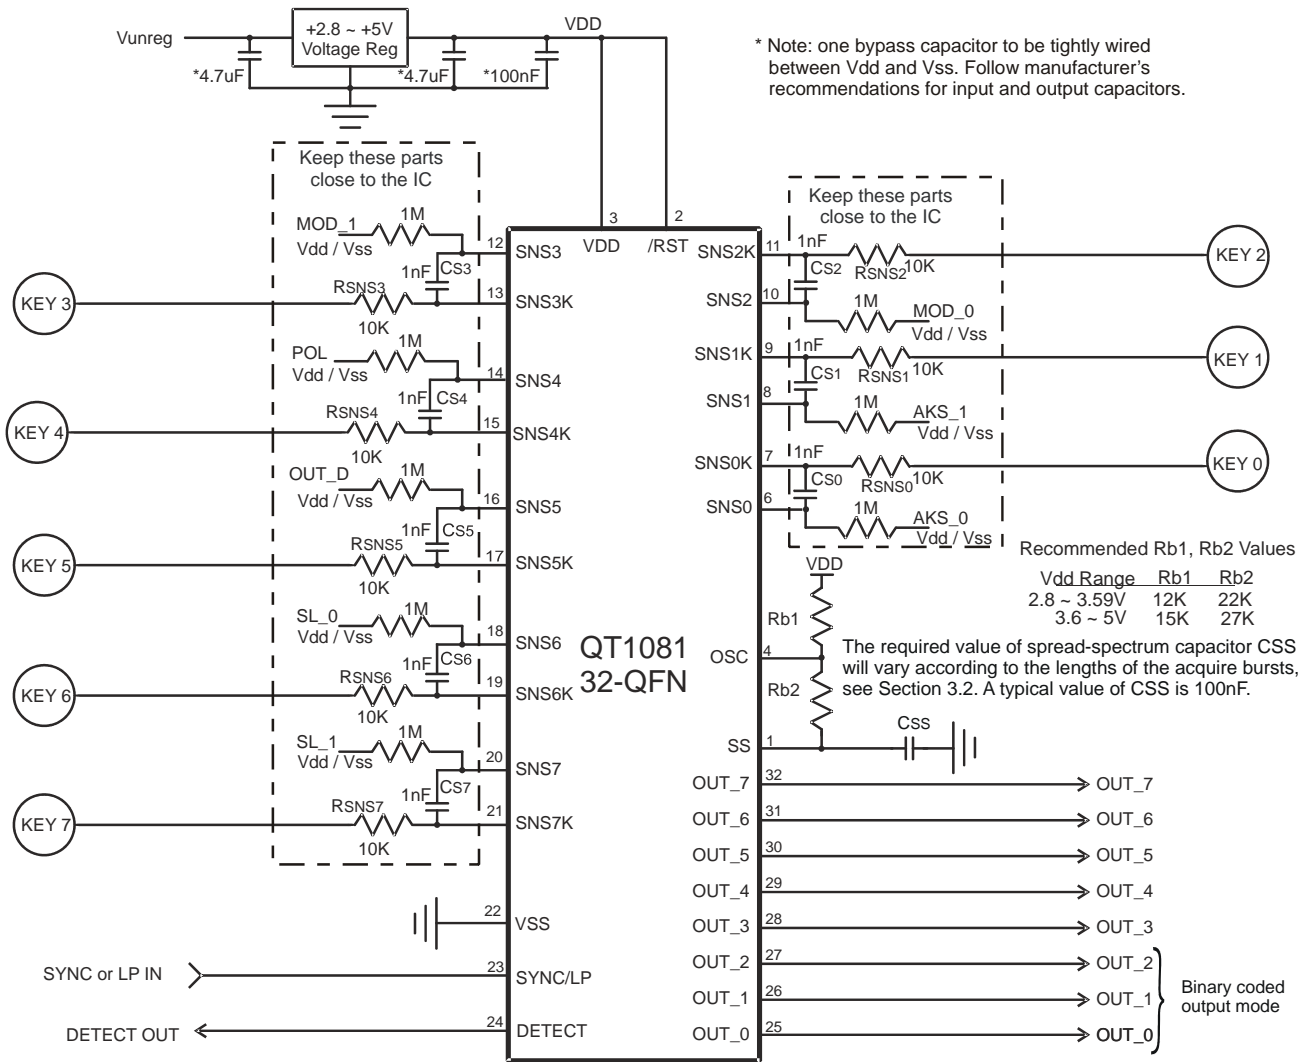 Vunreg
+2.8 ~ +5V
Voltage Reg
VDD
*4.7uF
*4.7uF
*100nF
* Note: one bypass capacitor to be tightly wired
between Vdd and Vss. Follow manufacturer's
recommendations for input and output capacitors.
Keep these parts
close to the IC
MOD_1
Vdd / Vss
1M
12
SNS3
1nF
CS3
KEY 3
RSNS3
10K
13
SNS3K
POL
Vdd / Vss
1M
14
SNS4
1nF
CS4
KEY 4
RSNS4
10K
15
SNS4K
OUT_D
Vdd / Vss
1M
16
SNS5
1nF
CS5
KEY 5
RSNS5
10K
17
SNS5K
SL_0
Vdd / Vss
1M
18
SNS6
1nF
CS6
KEY 6
RSNS6
10K
19
SNS6K
SL_1
Vdd / Vss
1M
20
SNS7
1nF
CS7
KEY 7
RSNS7
10K
21
SNS7K
22
VSS
SYNC or LP IN
23
SYNC/LP
DETECT OUT
24
DETECT
3
VDD
2
/RST
QT1081
32-QFN
Keep these parts
close to the IC
SNS2K
11
1nF
CS2
RSNS2
10K
KEY 2
SNS2
10
1M
MOD_0
Vdd / Vss
SNS1K
9
1nF
CS1
RSNS1
10K
KEY 1
SNS1
8
1M
AKS_1
Vdd / Vss
SNS0K
7
1nF
CS0
RSNS0
10K
KEY 0
SNS0
6
1M
AKS_0
Vdd / Vss
VDD
Rb1
OSC
4
Rb2
SS
1
CSS
Recommended Rb1, Rb2 Values
Vdd Range Rb1 Rb2
2.8 ~ 3.59V 12K 22K
3.6 ~ 5V 15K 27K
The required value of spread-spectrum capacitor CSS
will vary according to the lengths of the acquire bursts,
see Section 3.2. A typical value of CSS is 100nF.
OUT_7 32 OUT_7
OUT_6 31 OUT_6
OUT_5 30 OUT_5
OUT_4 29 OUT_4
OUT_3 28 OUT_3
OUT_2 27 OUT_2
OUT_1 26 OUT_1
OUT_0 25 OUT_0
Binary coded
output mode